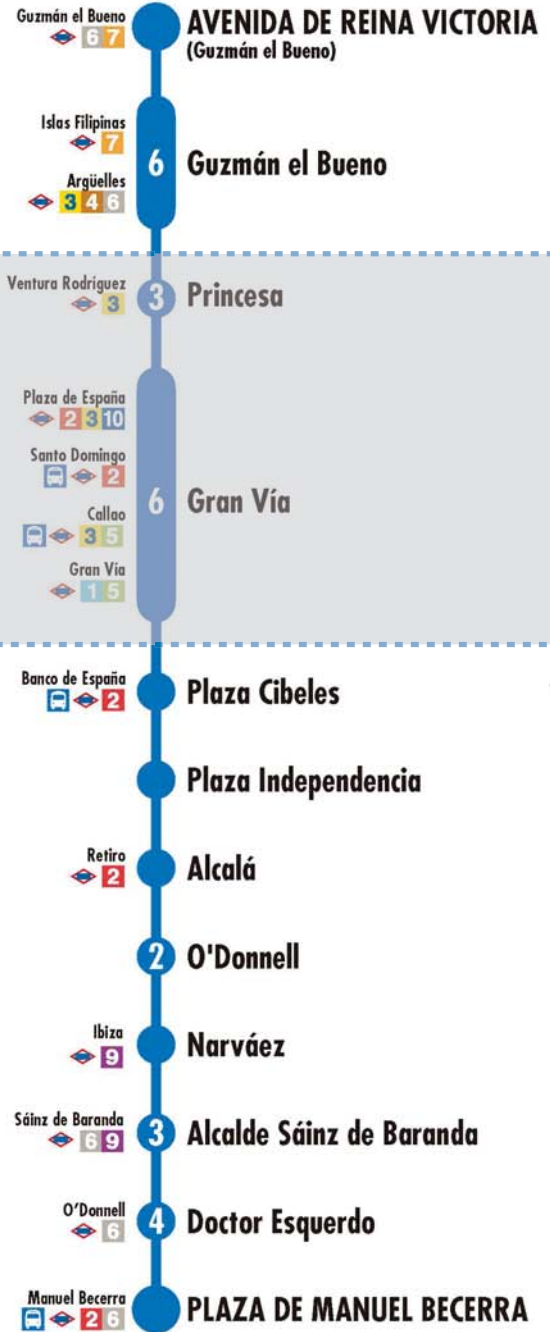 Guzmán el Bueno
6 7
AVENIDA DE REINA VICTORIA
(Guzmán el Bueno)
Islas Filipinas
7
Argüelles
3 4 6
6 Guzmán el Bueno
Ventura Rodríguez
3
3 Princesa
Plaza de España
2 3 10
Santo Domingo
2
Callao
3 5
Gran Via
1 5
6 Gran Vía
Banco de España
2
Plaza Cibeles
Plaza Independencia
Retiro
2
Alcalá
2 O'Donnell
Ibiza
9
Narváez
Sáinz de Baranda
6 9
3 Alcalde Sáinz de Baranda
O'Donnell
6
4 Doctor Esquerdo
Manuel Becerra
2 6
PLAZA DE MANUEL BECERRA